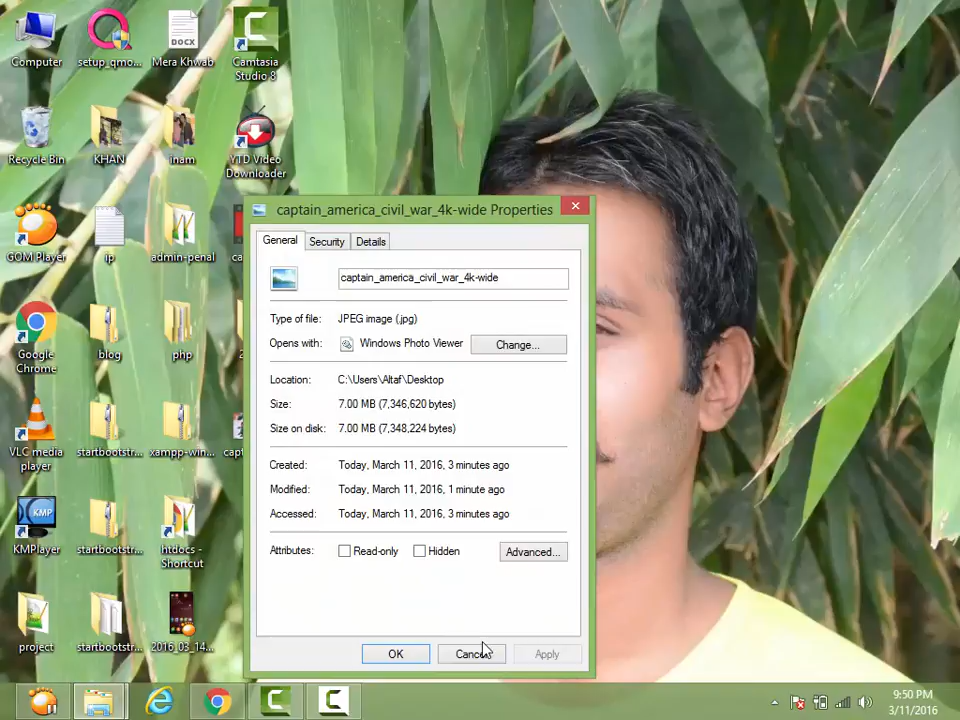 Computer
setup_qmo...
Mera Khwab
Camtasia
Studio 8
Recycle Bin
KHAN
inam
YTD Video
Downloader
GOM Player
ip
admin-penal
Google
Chrome
blog
php
VLC media
player
startbootstr...
xampp-win...
KMPlayer
startbootstr...
htdocs -
Shortcut
project
startbootstr...
2016_03_14...
DOCX
KMP
captain_america_civil_war_4k-wide Properties
General
Security
Details
captain_america_civil_war_4k-wide
Type of file: JPEG image (.jpg)
Opens with: Windows Photo Viewer
Change...
Location: C:\Users\Altaf\Desktop
Size: 7.00 MB (7,346,620 bytes)
Size on disk: 7.00 MB (7,348,224 bytes)
Created: Today, March 11, 2016, 3 minutes ago
Modified: Today, March 11, 2016, 1 minute ago
Accessed: Today, March 11, 2016, 3 minutes ago
Attributes: Read-only Hidden
Advanced...
OK
Cancel
Apply
9:50 PM
3/11/2016